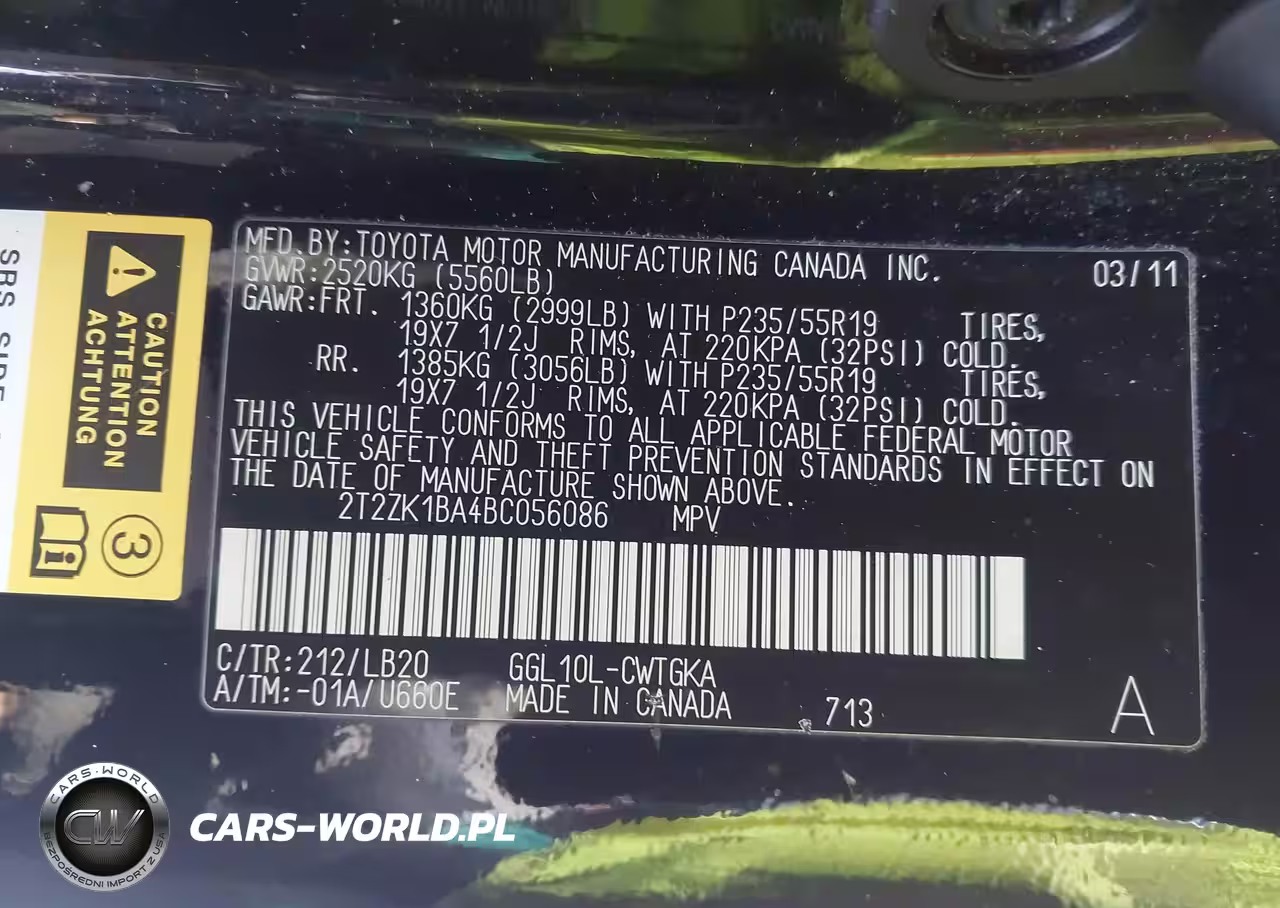 MFD.BY:TOYOTA MOTOR MANUFACTURING CANADA INC. 03/11
GVWR:2520KG (5560LB)
GAWR:FRT. 1360KG (2999LB) WITH P235/55R19 TIRES,
19X7 1/2J RIMS, AT 220KPA (32PSI) COLD.
RR. 1385KG (3056LB) WITH P235/55R19 TIRES,
19X7 1/2J RIMS, AT 220KPA (32PSI) COLD.
THIS VEHICLE CONFORMS TO ALL APPLICABLE FEDERAL MOTOR
VEHICLE SAFETY AND THEFT PREVENTION STANDARDS IN EFFECT ON
THE DATE OF MANUFACTURE SHOWN ABOVE.
2T2ZK1BA4BC056086 MPV
C/TR:212/LB20 GGL10L-CWTGKA
A/TM:-01A/U660E MADE IN CANADA 713 A
SRS SIDE
CAUTION
ATTENTION
ACHTUNG
3
CARS-WORLD
CW
BEZPOŚREDNI IMPORT Z USA
CARS-WORLD.PL